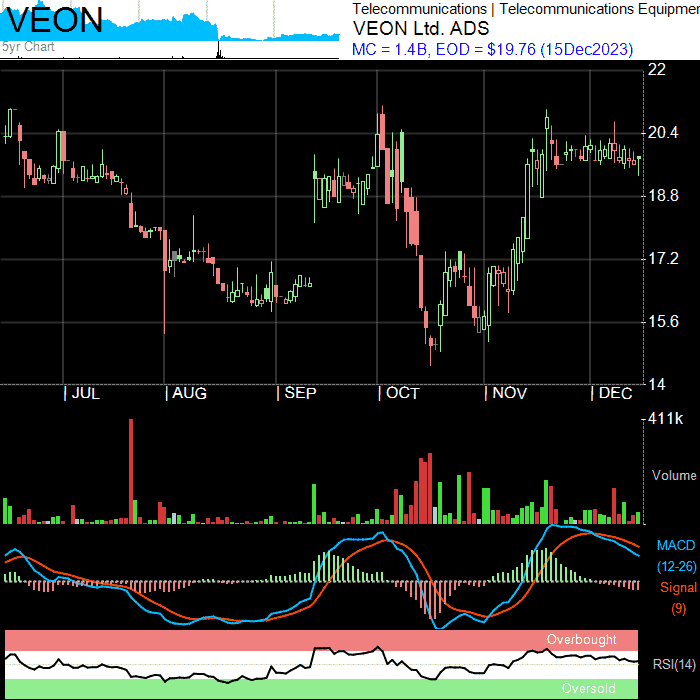 VEON
5yr Chart
Telecommunications | Telecommunications Equipmen
VEON Ltd. ADS
MC = 1.4B, EOD = $19.76 (15Dec2023)
22
20.4
18.8
17.2
15.6
14
| JUL | AUG | SEP | OCT | NOV | DEC
411k
Volume
MACD
(12-26)
Signal
(9)
Overbought
RSI(14)
Oversold